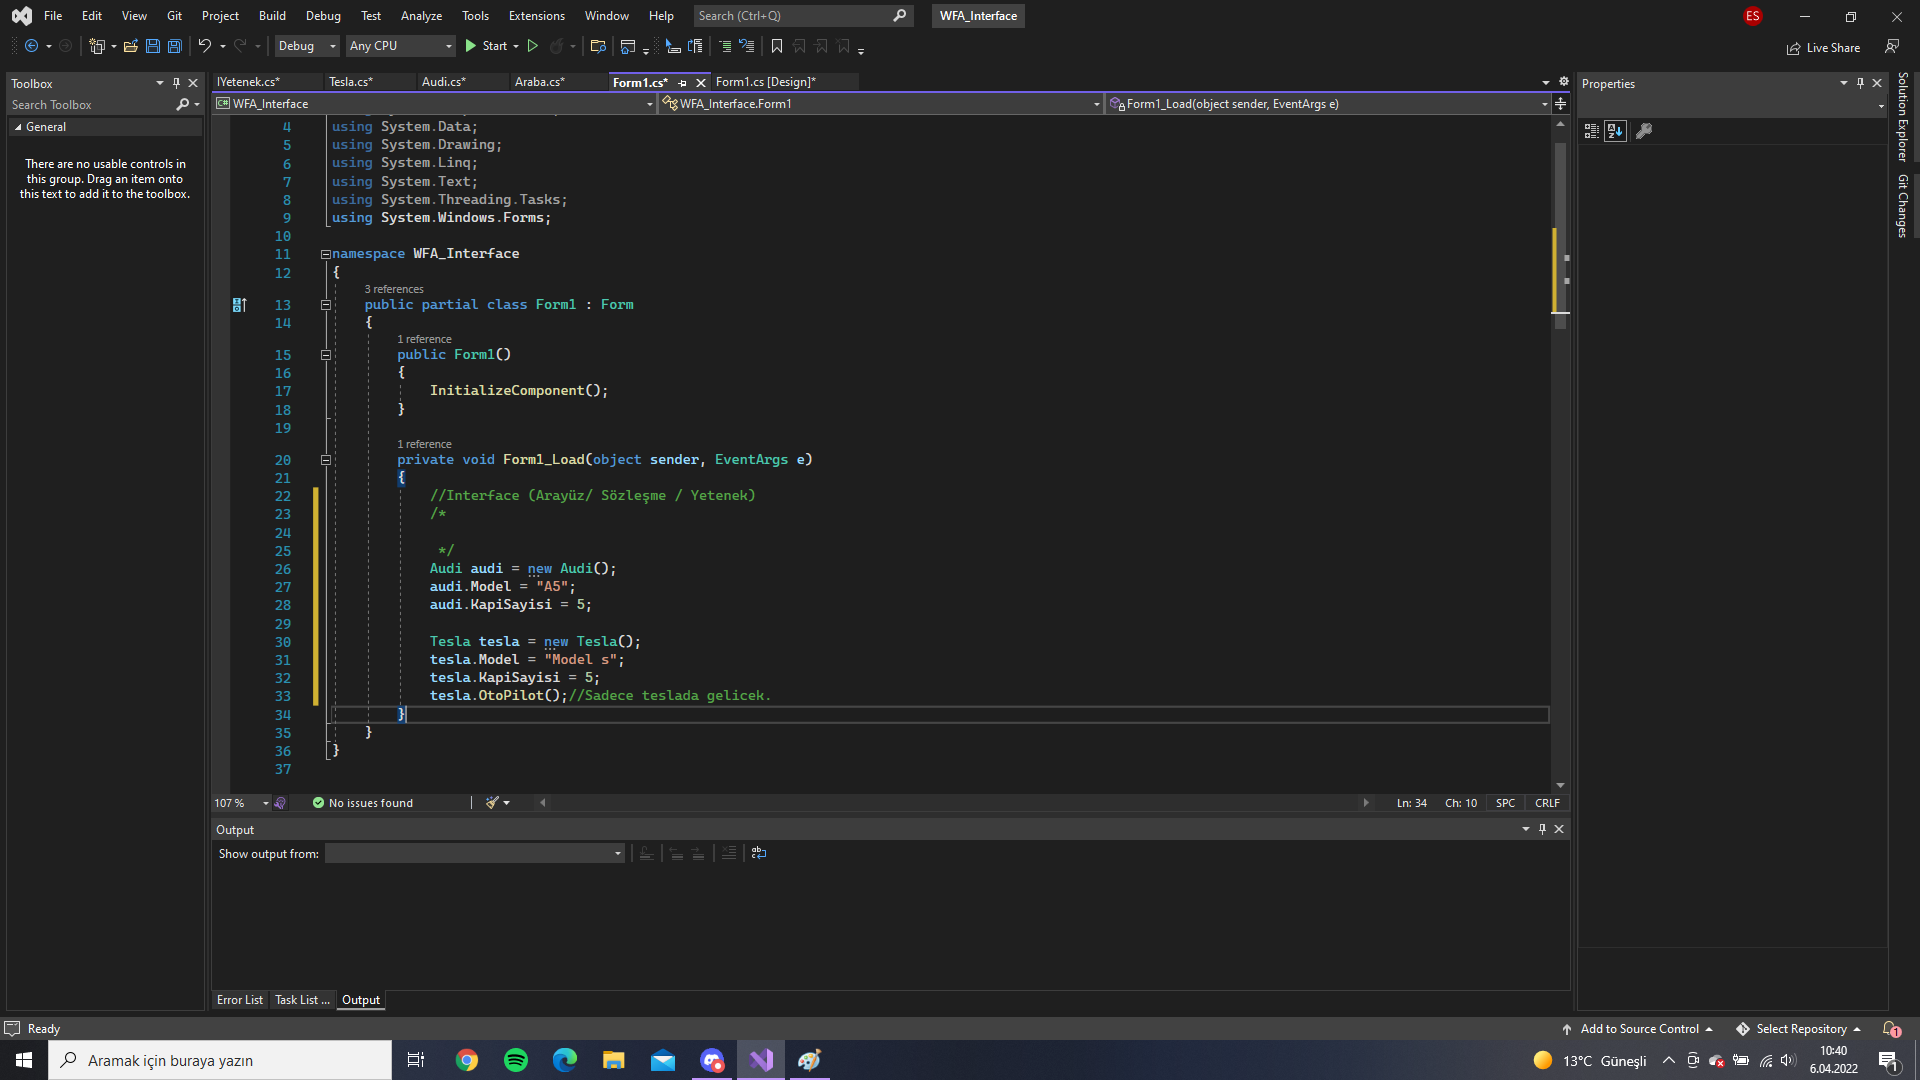 File Edit View Git Project Build Debug Test Analyze Tools Extensions Window Help Search (Ctrl+Q) WFA_Interface ES
Debug Any CPU Start Live Share
Toolbox
Search Toolbox
General
There are no usable controls in
this group. Drag an item onto
this text to add it to the toolbox.
IYetenek.cs* Tesla.cs* Audi.cs* Araba.cs* Form1.cs* Form1.cs [Design]*
C# WFA_Interface WFA_Interface.Form1 Form1_Load(object sender, EventArgs e)
4 using System.Data;
5 using System.Drawing;
6 using System.Linq;
7 using System.Text;
8 using System.Threading.Tasks;
9 using System.Windows.Forms;
10
11 namespace WFA_Interface
12 {
3 references
13 public partial class Form1 : Form
14 {
1 reference
15 public Form1()
16 {
17 InitializeComponent();
18 }
19
1 reference
20 private void Form1_Load(object sender, EventArgs e)
21 {
22 //Interface (Arayüz/ Sözleşme / Yetenek)
23 /*
24
25 */
26 Audi audi = new Audi();
27 audi.Model = "A5";
28 audi.KapiSayisi = 5;
29
30 Tesla tesla = new Tesla();
31 tesla.Model = "Model s";
32 tesla.KapiSayisi = 5;
33 tesla.OtoPilot();//Sadece teslada gelicek.
34 }
35 }
36 }
37
107 % No issues found Ln: 34 Ch: 10 SPC CRLF
Output
Show output from:
Error List Task List ... Output
Properties
Solution Explorer
Git Changes
Ready Add to Source Control Select Repository 1
Aramak için buraya yazın 13°C Güneşli 10:40
6.04.2022 1